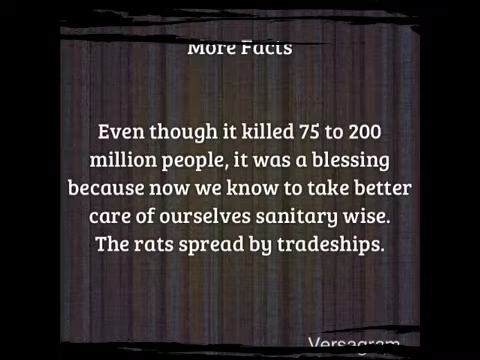 More Facts
Even though it killed 75 to 200
million people, it was a blessing
because now we know to take better
care of ourselves sanitary wise.
The rats spread by tradeships.
Versagram